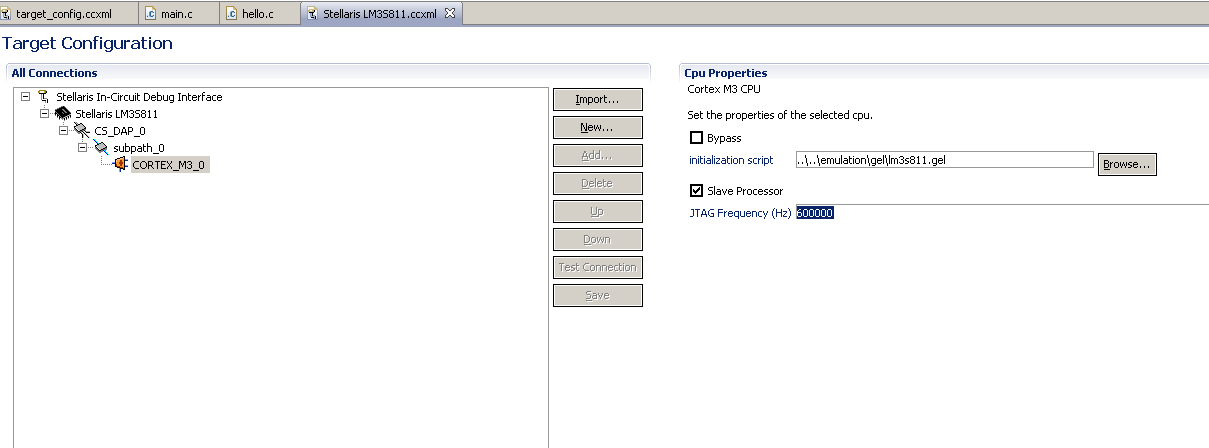 target_config.ccxml main.c hello.c Stellaris LM3S811.ccxml
Target Configuration
All Connections
Stellaris In-Circuit Debug Interface
Stellaris LM3S811
CS_DAP_0
subpath_0
CORTEX_M3_0
Import...
New...
Add...
Delete
Up
Down
Test Connection
Save
Cpu Properties
Cortex M3 CPU
Set the properties of the selected cpu.
Bypass
initialization script ..\..\emulation\gel\lm3s811.gel Browse...
Slave Processor
JTAG Frequency (Hz) 600000